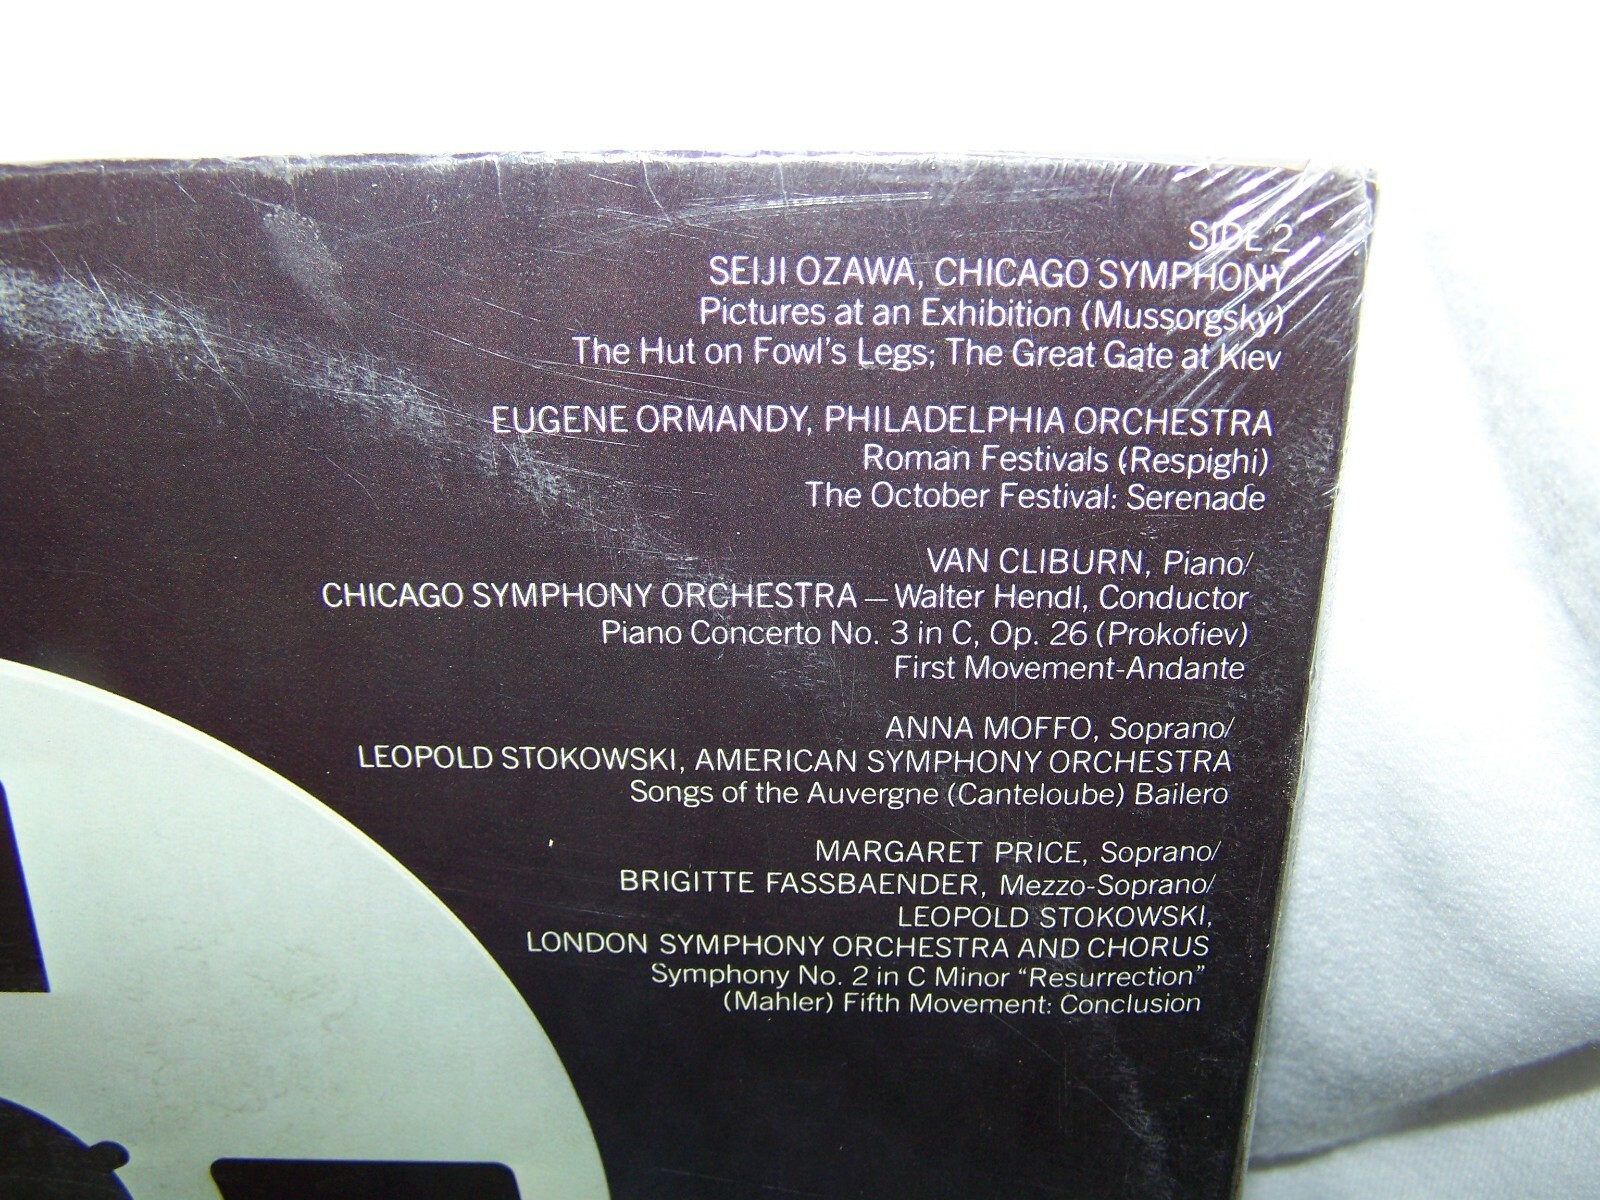 SIDE 2
SEIJI OZAWA, CHICAGO SYMPHONY
Pictures at an Exhibition (Mussorgsky)
The Hut on Fowl's Legs; The Great Gate at Kiev
EUGENE ORMANDY, PHILADELPHIA ORCHESTRA
Roman Festivals (Respighi)
The October Festival: Serenade
VAN CLIBURN, Piano/
CHICAGO SYMPHONY ORCHESTRA — Walter Hendl, Conductor
Piano Concerto No. 3 in C, Op. 26 (Prokofiev)
First Movement-Andante
ANNA MOFFO, Soprano/
LEOPOLD STOKOWSKI, AMERICAN SYMPHONY ORCHESTRA
Songs of the Auvergne (Canteloube) Bailero
MARGARET PRICE, Soprano/
BRIGITTE FASSBAENDER, Mezzo-Soprano/
LEOPOLD STOKOWSKI,
LONDON SYMPHONY ORCHESTRA AND CHORUS
Symphony No. 2 in C Minor “Resurrection”
(Mahler) Fifth Movement: Conclusion